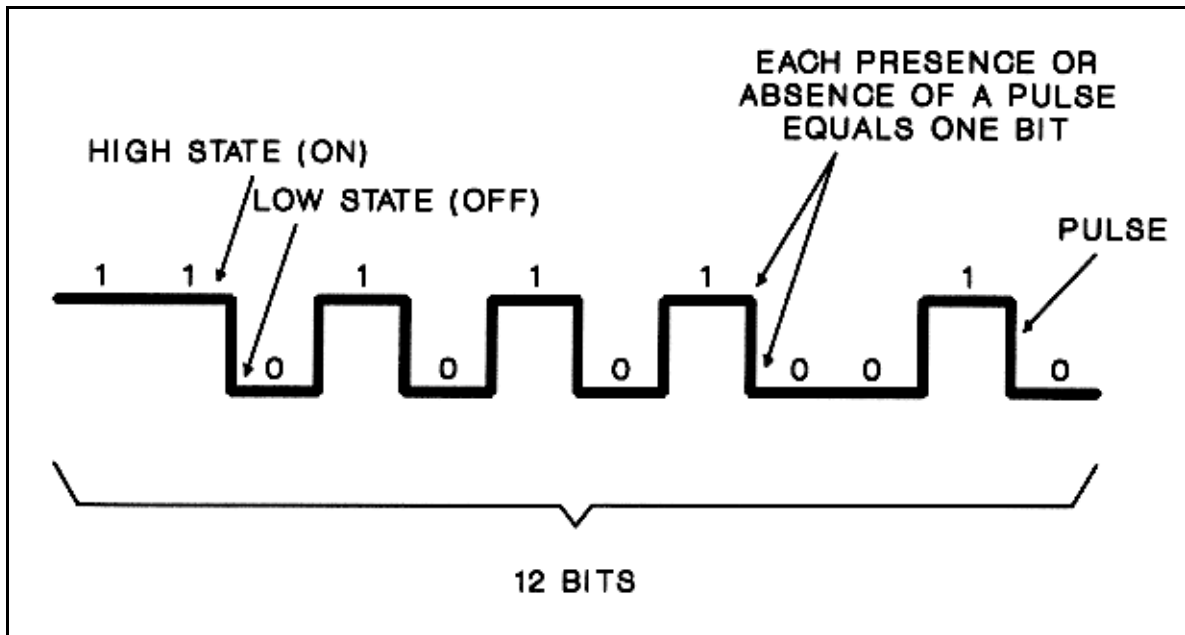 EACH PRESENCE OR
ABSENCE OF A PULSE
EQUALS ONE BIT
HIGH STATE (ON)
LOW STATE (OFF)
PULSE
1 1 1 1 1 1
0 0 0 0 0 0
12 BITS